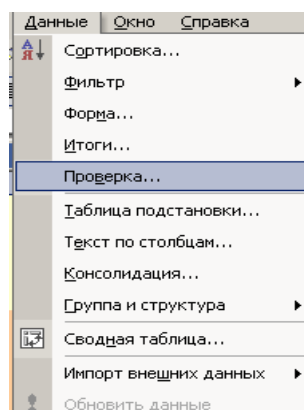 Данные Окно Справка
Сортировка...
Фильтр
Форма...
Итоги...
Проверка...
Таблица подстановки...
Текст по столбцам...
Консолидация...
Группа и структура
Сводная таблица...
Импорт внешних данных
Обновить данные